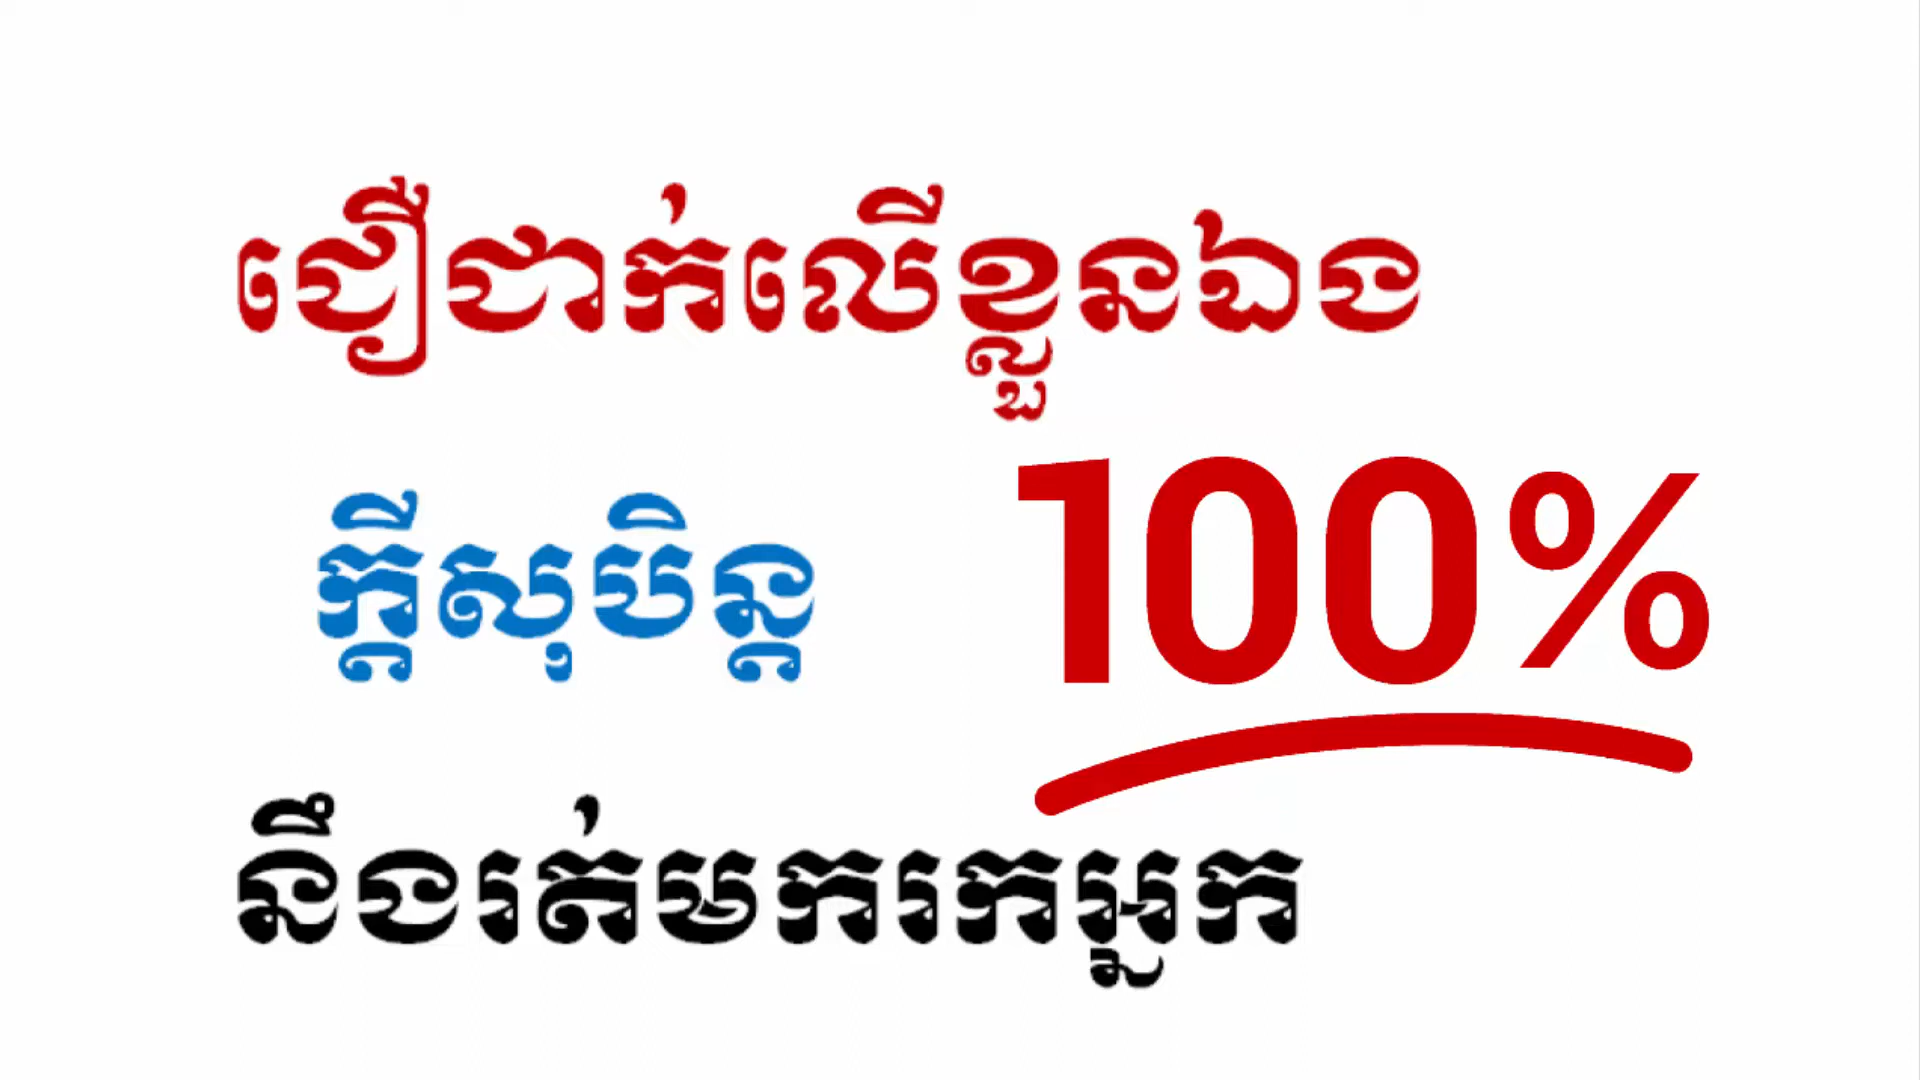 ជឿជាក់លើខ្លួនឯង
ក្តីសុបិន្ត
100%
នឹងរត់មករកអ្នក